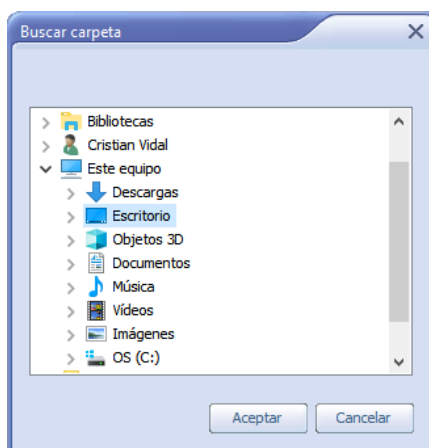 Buscar carpeta
Bibliotecas
Cristian Vidal
Este equipo
Descargas
Escritorio
Objetos 3D
Documentos
Música
Vídeos
Imágenes
OS (C:)
Aceptar
Cancelar